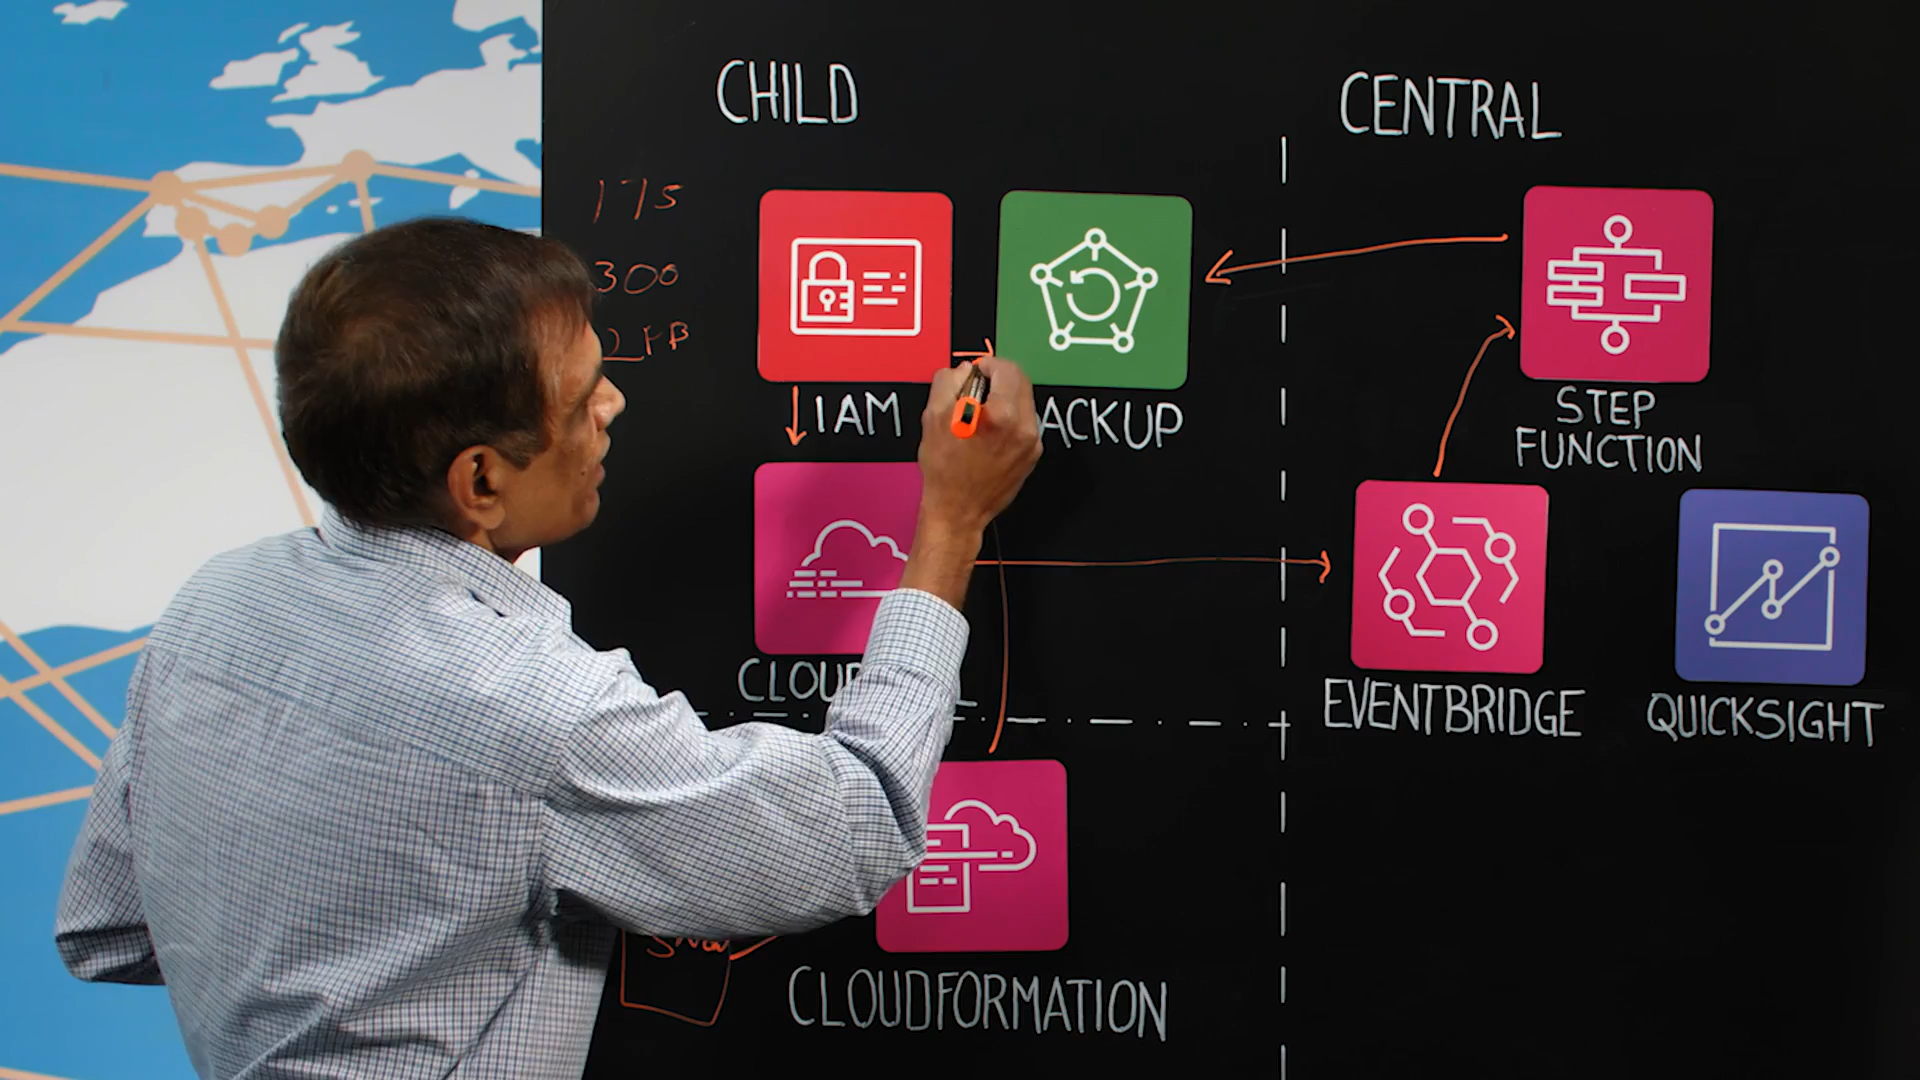 CHILD
CENTRAL
175
300
IAM
STEP
FUNCTION
EVENTBRIDGE
QUICKSIGHT
CLOUDFORMATION